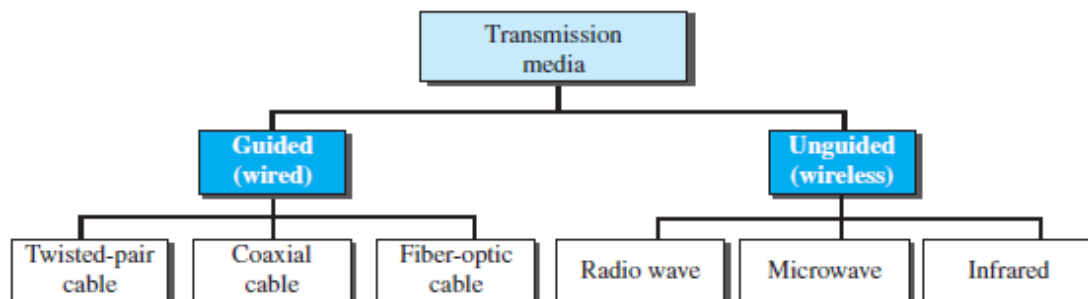 Transmission
media
Guided
(wired)
Unguided
(wireless)
Twisted-pair
cable
Coaxial
cable
Fiber-optic
cable
Radio wave
Microwave
Infrared